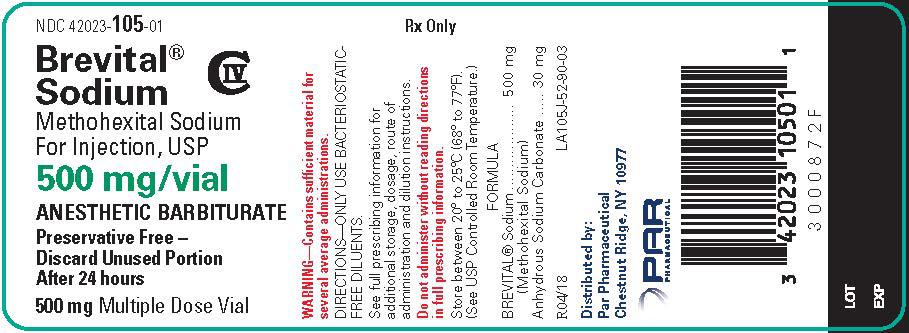 NDC 42023-105-01
Rx Only
Brevital®
Sodium
CIV
Methohexital Sodium
For Injection, USP
500 mg/vial
ANESTHETIC BARBITURATE
Preservative Free –
Discard Unused Portion
After 24 hours
500 mg Multiple Dose Vial
WARNING—Contains sufficient material for
several average administrations.
DIRECTIONS—ONLY USE BACTERIOSTATIC-
FREE DILUENTS.
See full prescribing information for
additional storage, dosage, route of
administration and dilution instructions.
Do not administer without reading directions
in full prescribing information.
Store between 20° to 25°C (68° to 77°F).
(See USP Controlled Room Temperature.)
FORMULA
BREVITAL® Sodium .................. 500 mg
(Methohexital Sodium)
Anhydrous Sodium Carbonate ...... 30 mg
R04/18 LA105J-52-90-03
Distributed by:
Par Pharmaceutical
Chestnut Ridge, NY 10977
PAR
PHARMACEUTICAL
3 42023 10501 1
3000872F
LOT
EXP